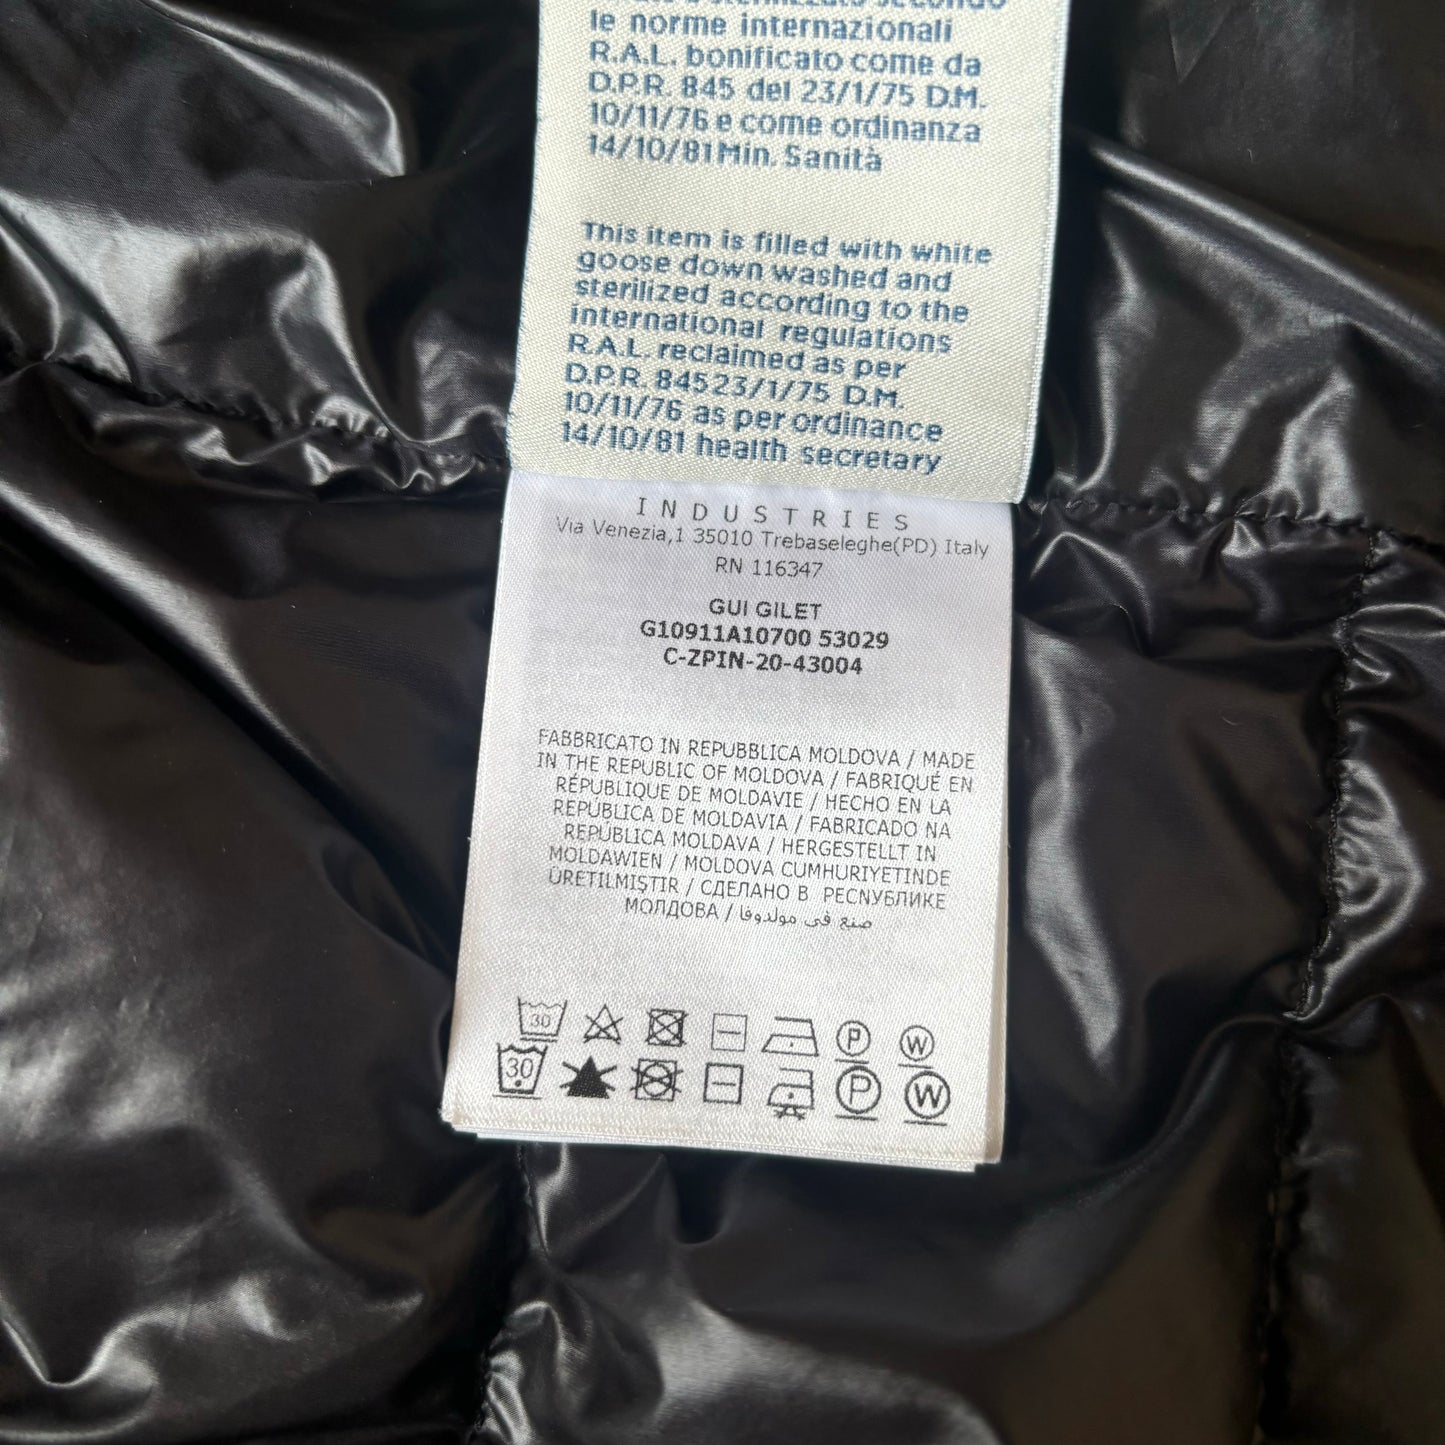 le norme internazionali
R.A.L. bonificato come da
D.P.R. 845 del 23/1/75 D.M.
10/11/76 e come ordinanza
14/10/81 Min. Sanità
This item is filled with white
goose down washed and
sterilized according to the
international regulations
R.A.L. reclaimed as per
D.P.R. 845 23/1/75 D.M.
10/11/76 as per ordinance
14/10/81 health secretary
INDUSTRIES
Via Venezia,1 35010 Trebaseleghe(PD) Italy
RN 116347
GUI GILET
G10911A10700 53029
C-ZPIN-20-43004
FABBRICATO IN REPUBBLICA MOLDOVA / MADE
IN THE REPUBLIC OF MOLDOVA / FABRIQUÉ EN
RÉPUBLIQUE DE MOLDAVIE / HECHO EN LA
REPÚBLICA DE MOLDAVIA / FABRICADO NA
REPÚBLICA MOLDAVA / HERGESTELLT IN
MOLDAWIEN / MOLDOVA CUMHURIYETINDE
ÜRETILMIŞTIR / СДЕЛАНО В РЕСПУБЛИКЕ
МОЛДОВА / صنع في مولدوفا
30 P W
30 P W